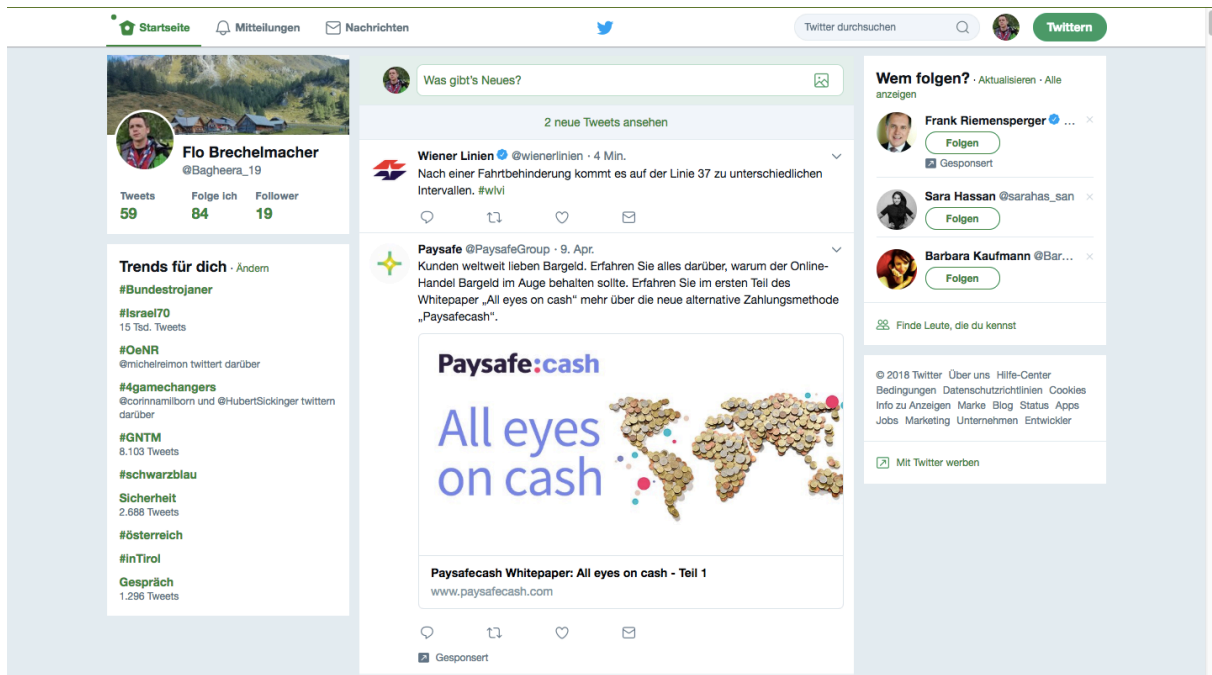 Startseite
Mitteilungen
Nachrichten
Twitter durchsuchen
Twittern
Flo Brechelmacher
@Bagheera_19
Tweets Folge ich Follower
59 84 19
Trends für dich · Ändern
#Bundestrojaner
#Israel70
15 Tsd. Tweets
#OeNR
@michelreimon twittert darüber
#4gamechangers
@corinnamilborn und @HubertSickinger twittern
darüber
#GNTM
8.103 Tweets
#schwarzblau
Sicherheit
2.688 Tweets
#österreich
#inTirol
Gespräch
1.296 Tweets
Was gibt's Neues?
2 neue Tweets ansehen
Wiener Linien @wienerlinien · 4 Min.
Nach einer Fahrtbehinderung kommt es auf der Linie 37 zu unterschiedlichen
Intervallen. #wlvi
Paysafe @PaysafeGroup · 9. Apr.
Kunden weltweit lieben Bargeld. Erfahren Sie alles darüber, warum der Online-
Handel Bargeld im Auge behalten sollte. Erfahren Sie im ersten Teil des
Whitepaper „All eyes on cash“ mehr über die neue alternative Zahlungsmethode
„Paysafecash“.
Paysafe:cash
All eyes
on cash
Paysafecash Whitepaper: All eyes on cash - Teil 1
www.paysafecash.com
Gesponsert
Wem folgen? · Aktualisieren · Alle
anzeigen
Frank Riemensperger ...
Folgen
Gesponsert
Sara Hassan @sarahas_san
Folgen
Barbara Kaufmann @Bar...
Folgen
Finde Leute, die du kennst
© 2018 Twitter Über uns Hilfe-Center
Bedingungen Datenschutzrichtlinien Cookies
Info zu Anzeigen Marke Blog Status Apps
Jobs Marketing Unternehmen Entwickler
Mit Twitter werben